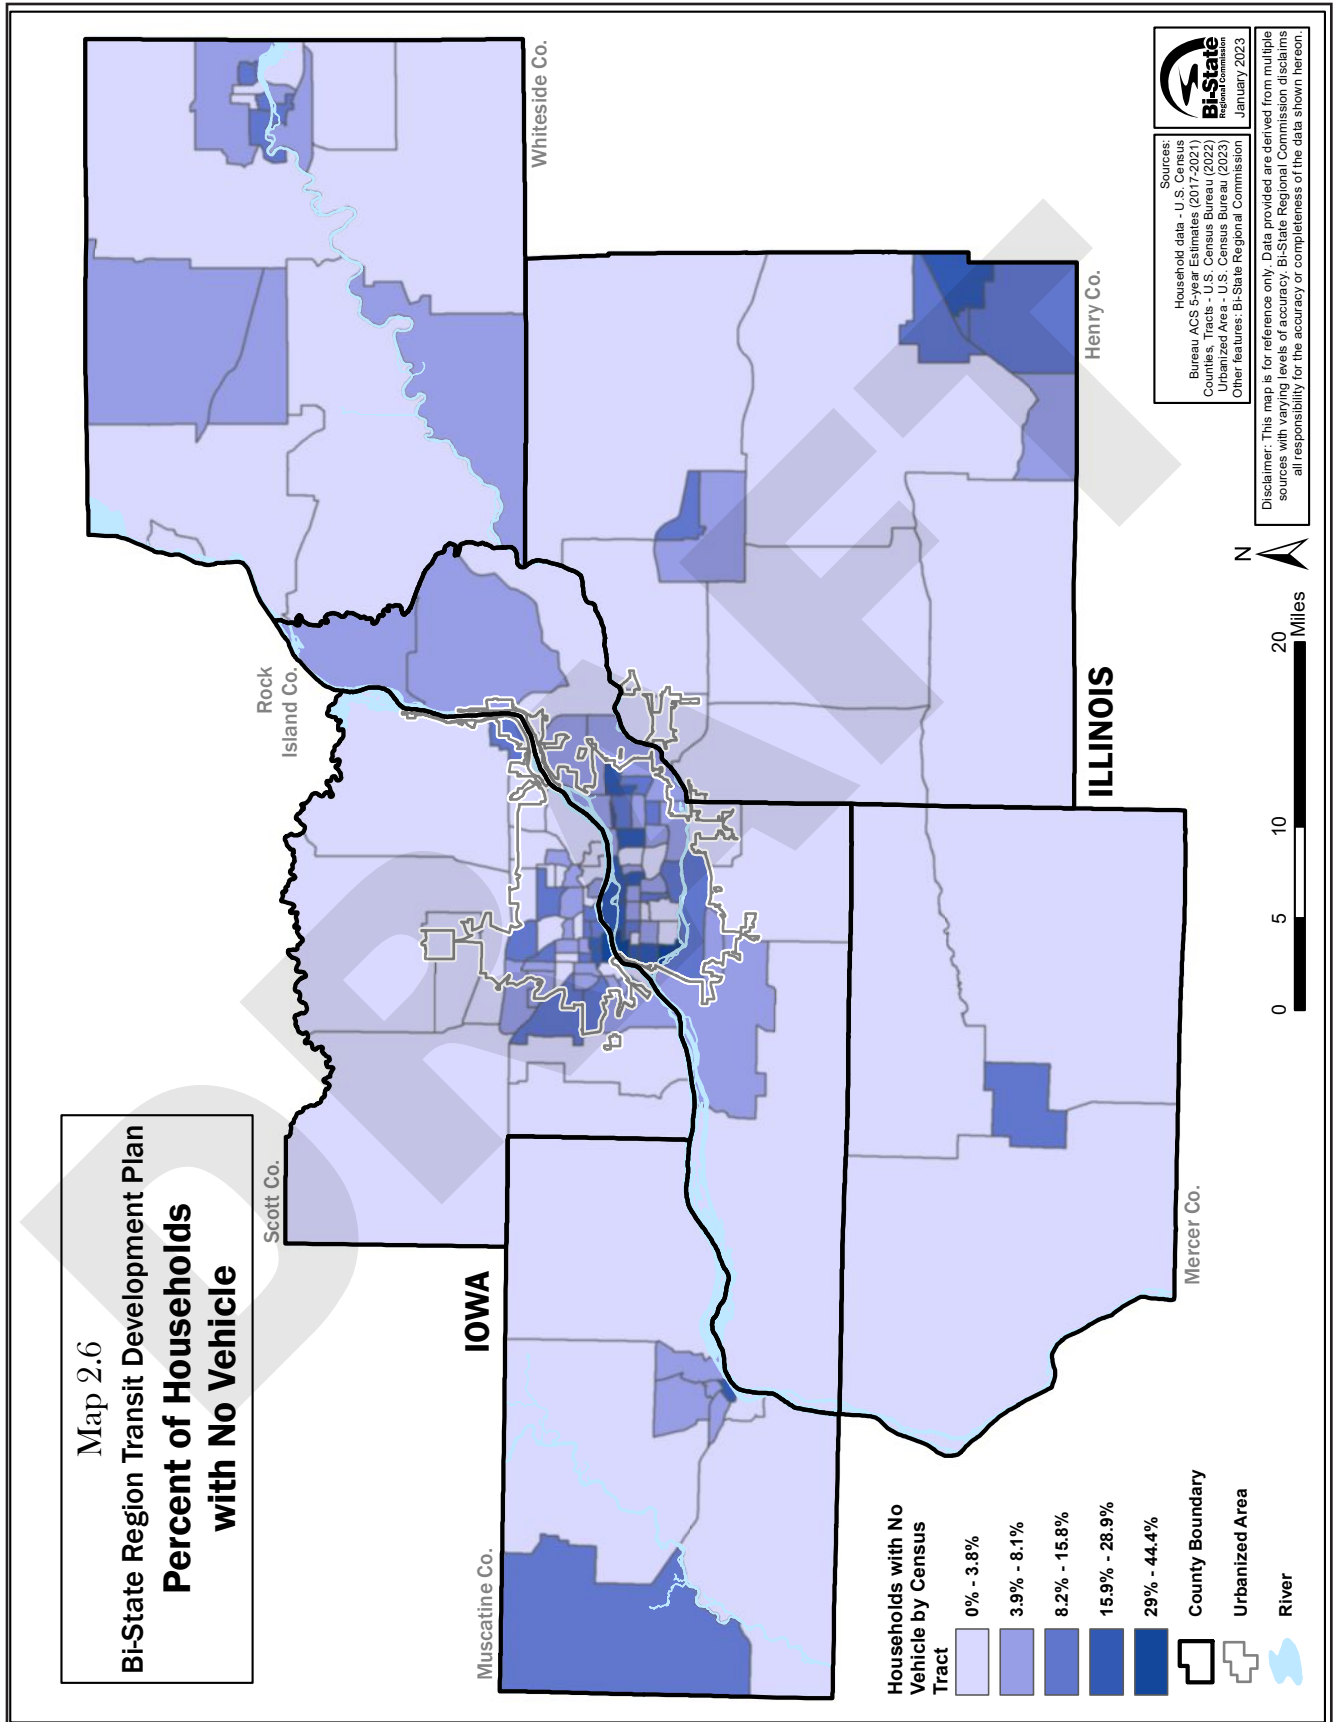 Map 2.6
Bi-State Region Transit Development Plan
Percent of Households
with No Vehicle
Scott Co.
Rock
Island Co.
Whiteside Co.
Henry Co.
Mercer Co.
Muscatine Co.
IOWA
ILLINOIS
DRAFT
Households with No
Vehicle by Census
Tract
0% - 3.8%
3.9% - 8.1%
8.2% - 15.8%
15.9% - 28.9%
29% - 44.4%
County Boundary
Urbanized Area
River
0 5 10 20
Miles
N
Sources:
Household data - U.S. Census
Bureau ACS 5-year Estimates (2017-2021)
Counties, Tracts - U.S. Census Bureau (2022)
Urbanized Area - U.S. Census Bureau (2023)
Other features: Bi-State Regional Commission
Bi-State
Regional Commission
January 2023
Disclaimer: This map is for reference only. Data provided are derived from multiple
sources with varying levels of accuracy. Bi-State Regional Commission disclaims
all responsibility for the accuracy or completeness of the data shown hereon.